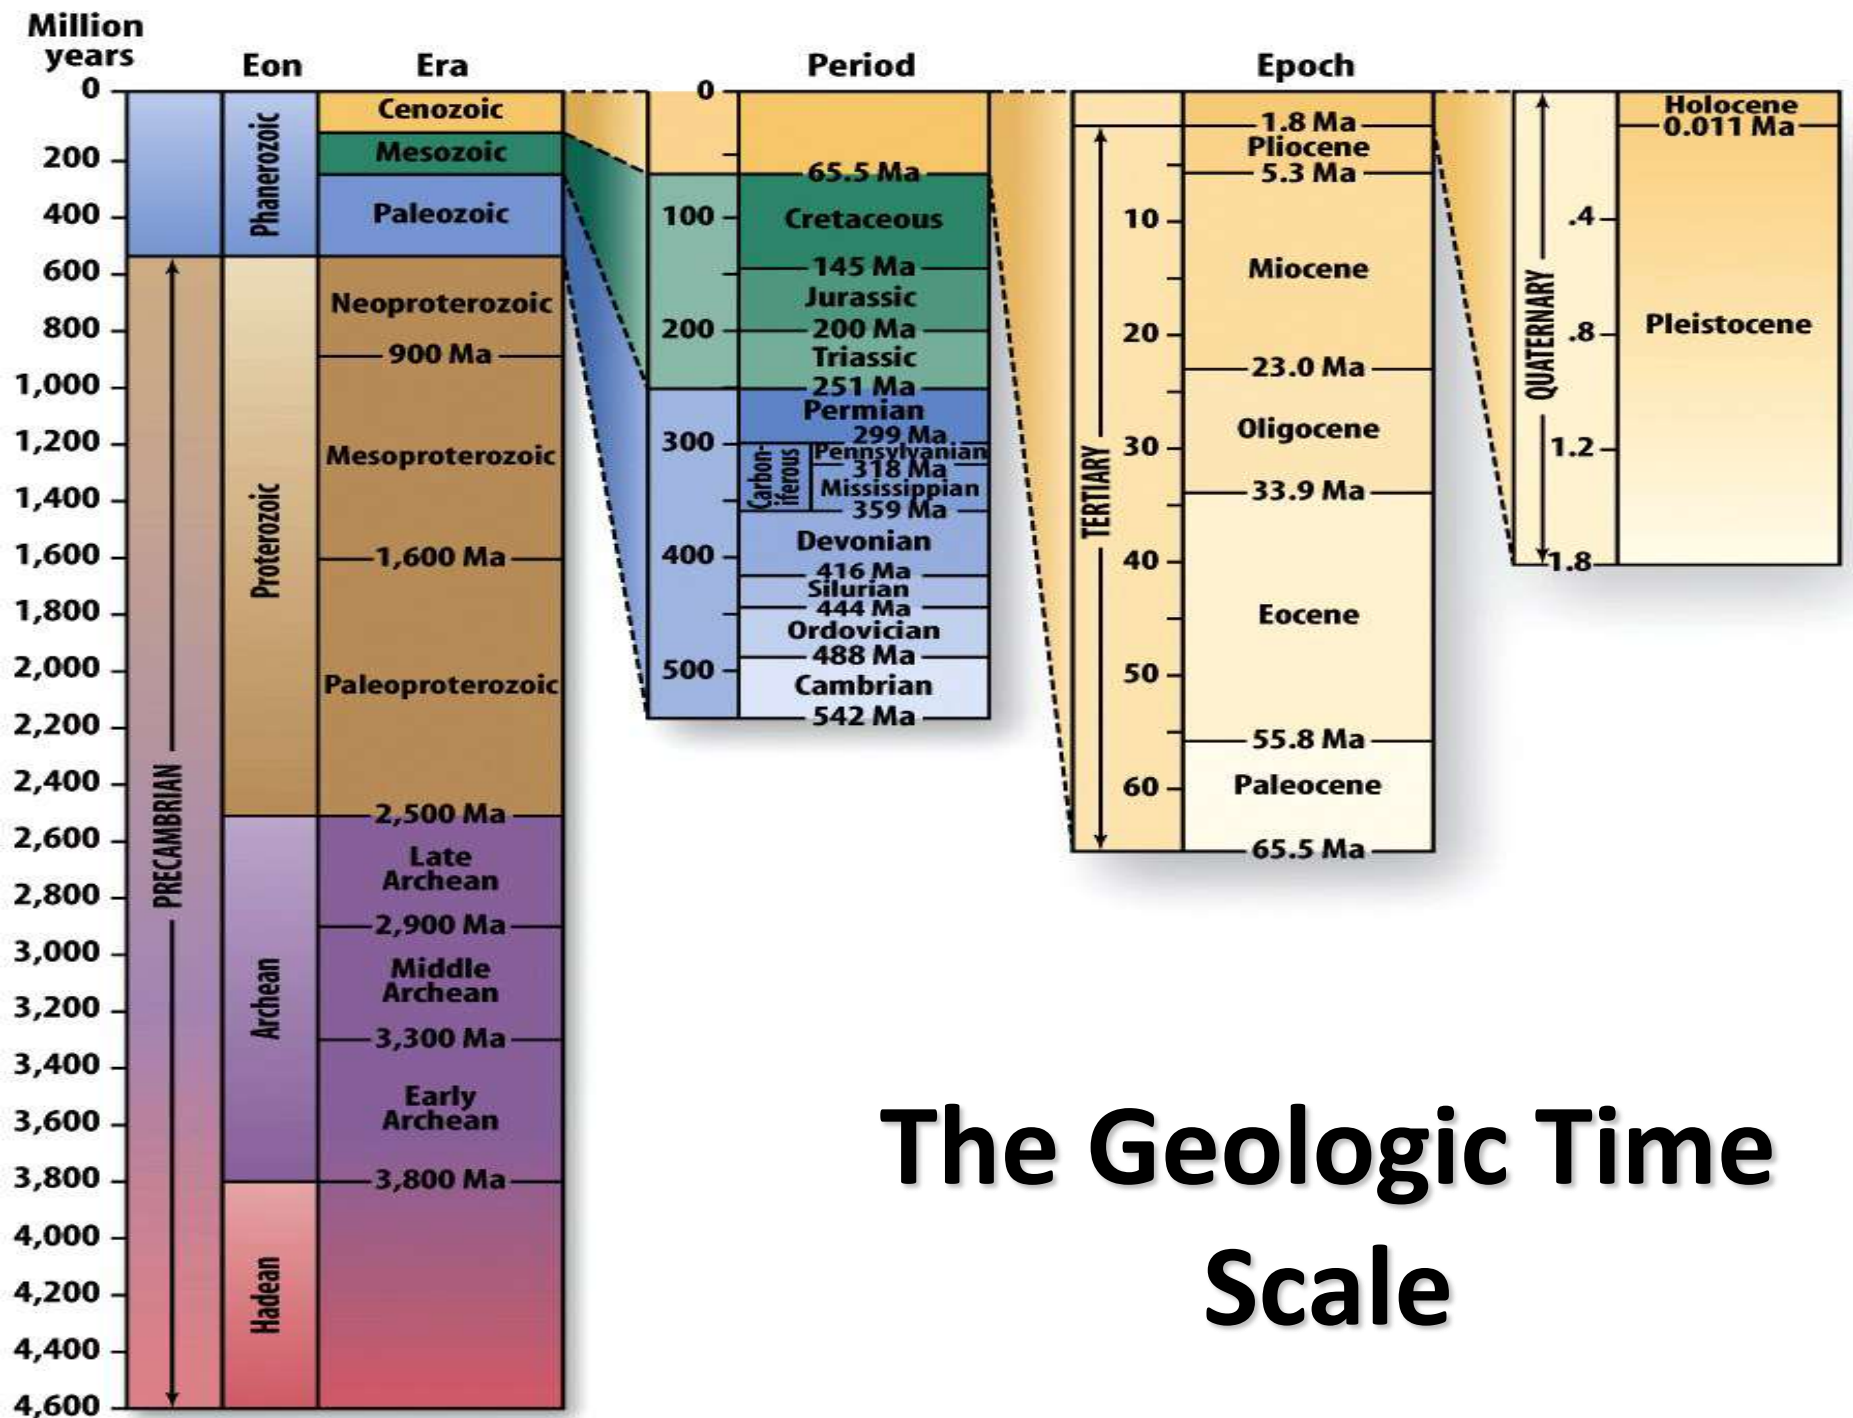 Million
years
Eon
Era
Period
Epoch
0
200
400
600
800
1,000
1,200
1,400
1,600
1,800
2,000
2,200
2,400
2,600
2,800
3,000
3,200
3,400
3,600
3,800
4,000
4,200
4,400
4,600
PRECAMBRIAN
Phanerozoic
Proterozoic
Archean
Hadean
Cenozoic
Mesozoic
Paleozoic
Neoproterozoic
900 Ma
Mesoproterozoic
1,600 Ma
Paleoproterozoic
2,500 Ma
Late
Archean
2,900 Ma
Middle
Archean
3,300 Ma
Early
Archean
3,800 Ma
0
100
200
300
400
500
65.5 Ma
Cretaceous
145 Ma
Jurassic
200 Ma
Triassic
251 Ma
Permian
299 Ma
Carbon-
iferous
Pennsylvanian
318 Ma
Mississippian
359 Ma
Devonian
416 Ma
Silurian
444 Ma
Ordovician
488 Ma
Cambrian
542 Ma
TERTIARY
10
20
30
40
50
60
1.8 Ma
Pliocene
5.3 Ma
Miocene
23.0 Ma
Oligocene
33.9 Ma
Eocene
55.8 Ma
Paleocene
65.5 Ma
QUATERNARY
.4
.8
1.2
1.8
Holocene
0.011 Ma
Pleistocene
The Geologic Time
Scale